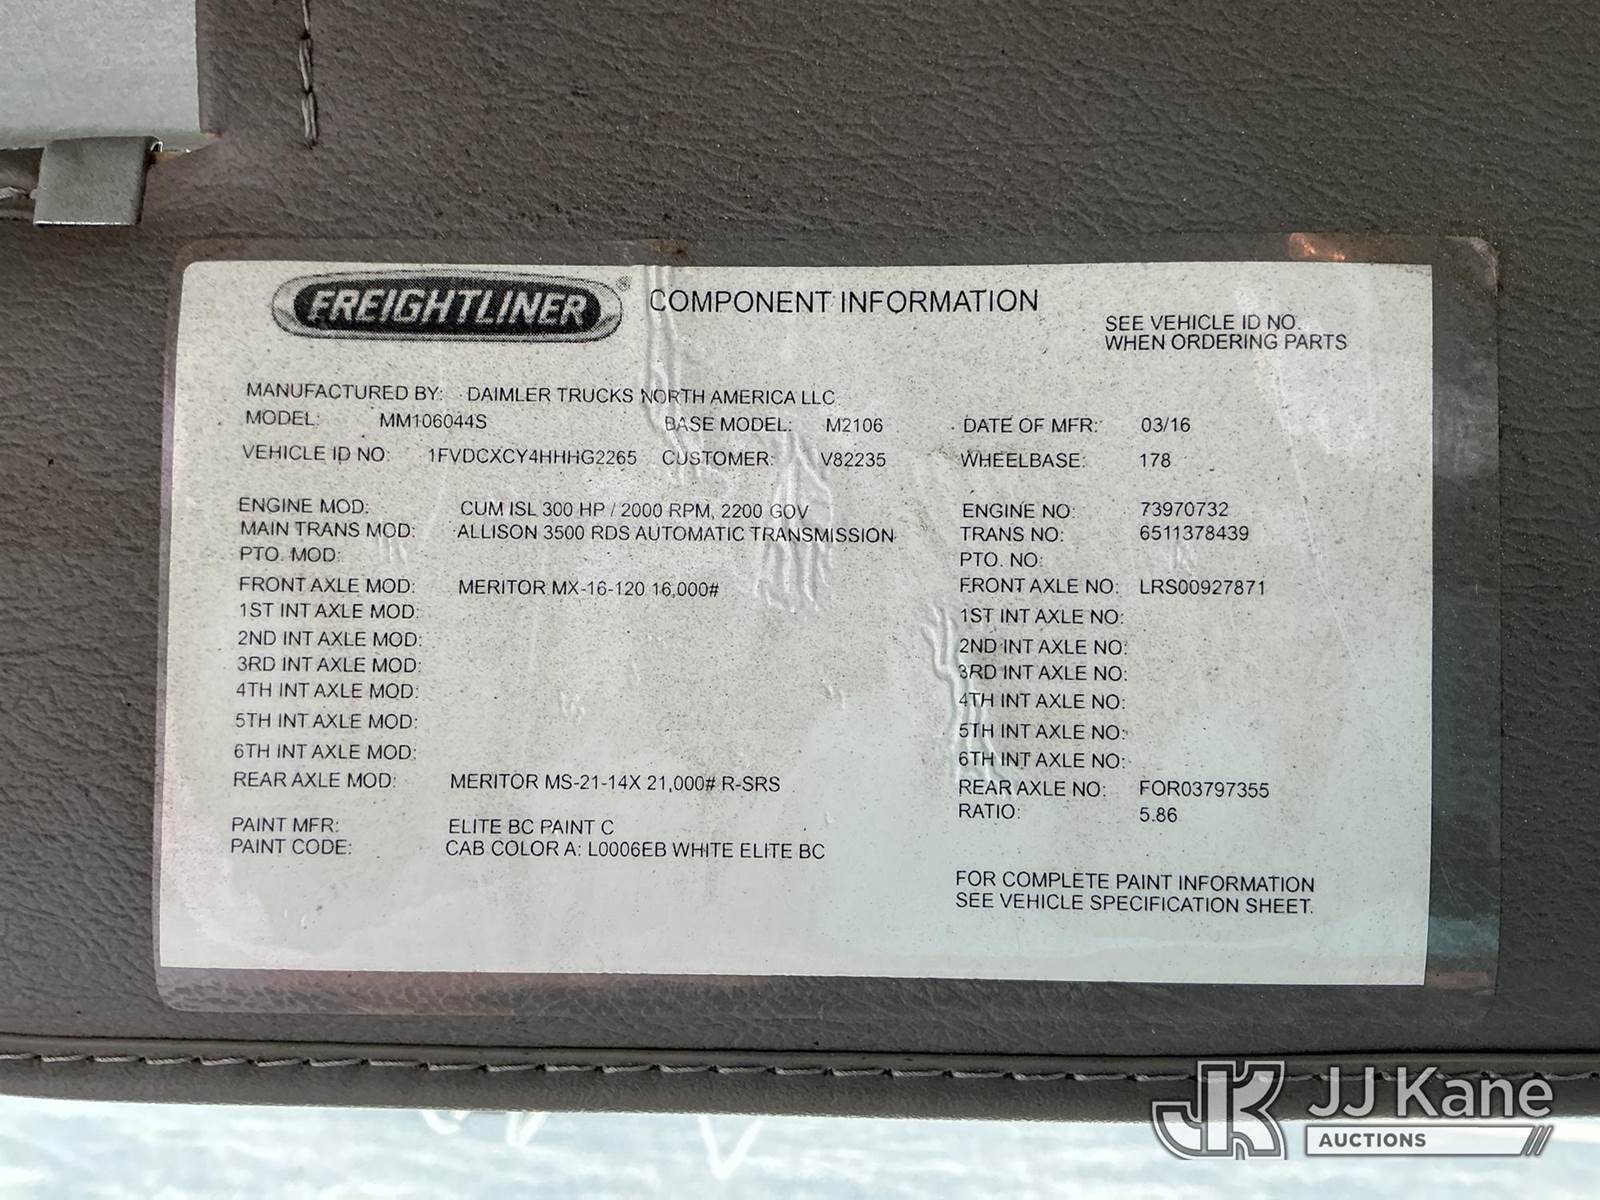 FREIGHTLINER® COMPONENT INFORMATION
SEE VEHICLE ID NO.
WHEN ORDERING PARTS
MANUFACTURED BY: DAIMLER TRUCKS NORTH AMERICA LLC
MODEL: MM106044S BASE MODEL: M2106 DATE OF MFR: 03/16
VEHICLE ID NO: 1FVDCXCY4HHHG2265 CUSTOMER: V82235 WHEELBASE: 178
ENGINE MOD: CUM ISL 300 HP / 2000 RPM, 2200 GOV ENGINE NO: 73970732
MAIN TRANS MOD: ALLISON 3500 RDS AUTOMATIC TRANSMISSION TRANS NO: 6511378439
PTO. MOD: PTO. NO:
FRONT AXLE MOD: MERITOR MX-16-120 16,000# FRONT AXLE NO: LRS00927871
1ST INT AXLE MOD: 1ST INT AXLE NO:
2ND INT AXLE MOD: 2ND INT AXLE NO:
3RD INT AXLE MOD: 3RD INT AXLE NO:
4TH INT AXLE MOD: 4TH INT AXLE NO:
5TH INT AXLE MOD: 5TH INT AXLE NO:
6TH INT AXLE MOD: 6TH INT AXLE NO:
REAR AXLE MOD: MERITOR MS-21-14X 21,000# R-SRS REAR AXLE NO: FOR03797355
RATIO: 5.86
PAINT MFR: ELITE BC PAINT C
PAINT CODE: CAB COLOR A: L0006EB WHITE ELITE BC
FOR COMPLETE PAINT INFORMATION
SEE VEHICLE SPECIFICATION SHEET.
JK JJ Kane
AUCTIONS